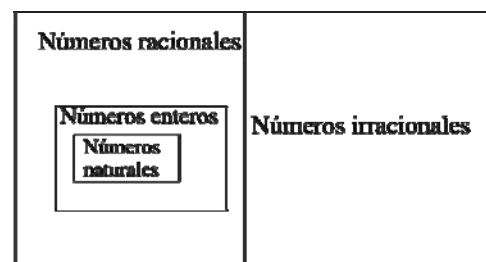 Números racionales
Números enteros
Números irracionales
Números
naturales